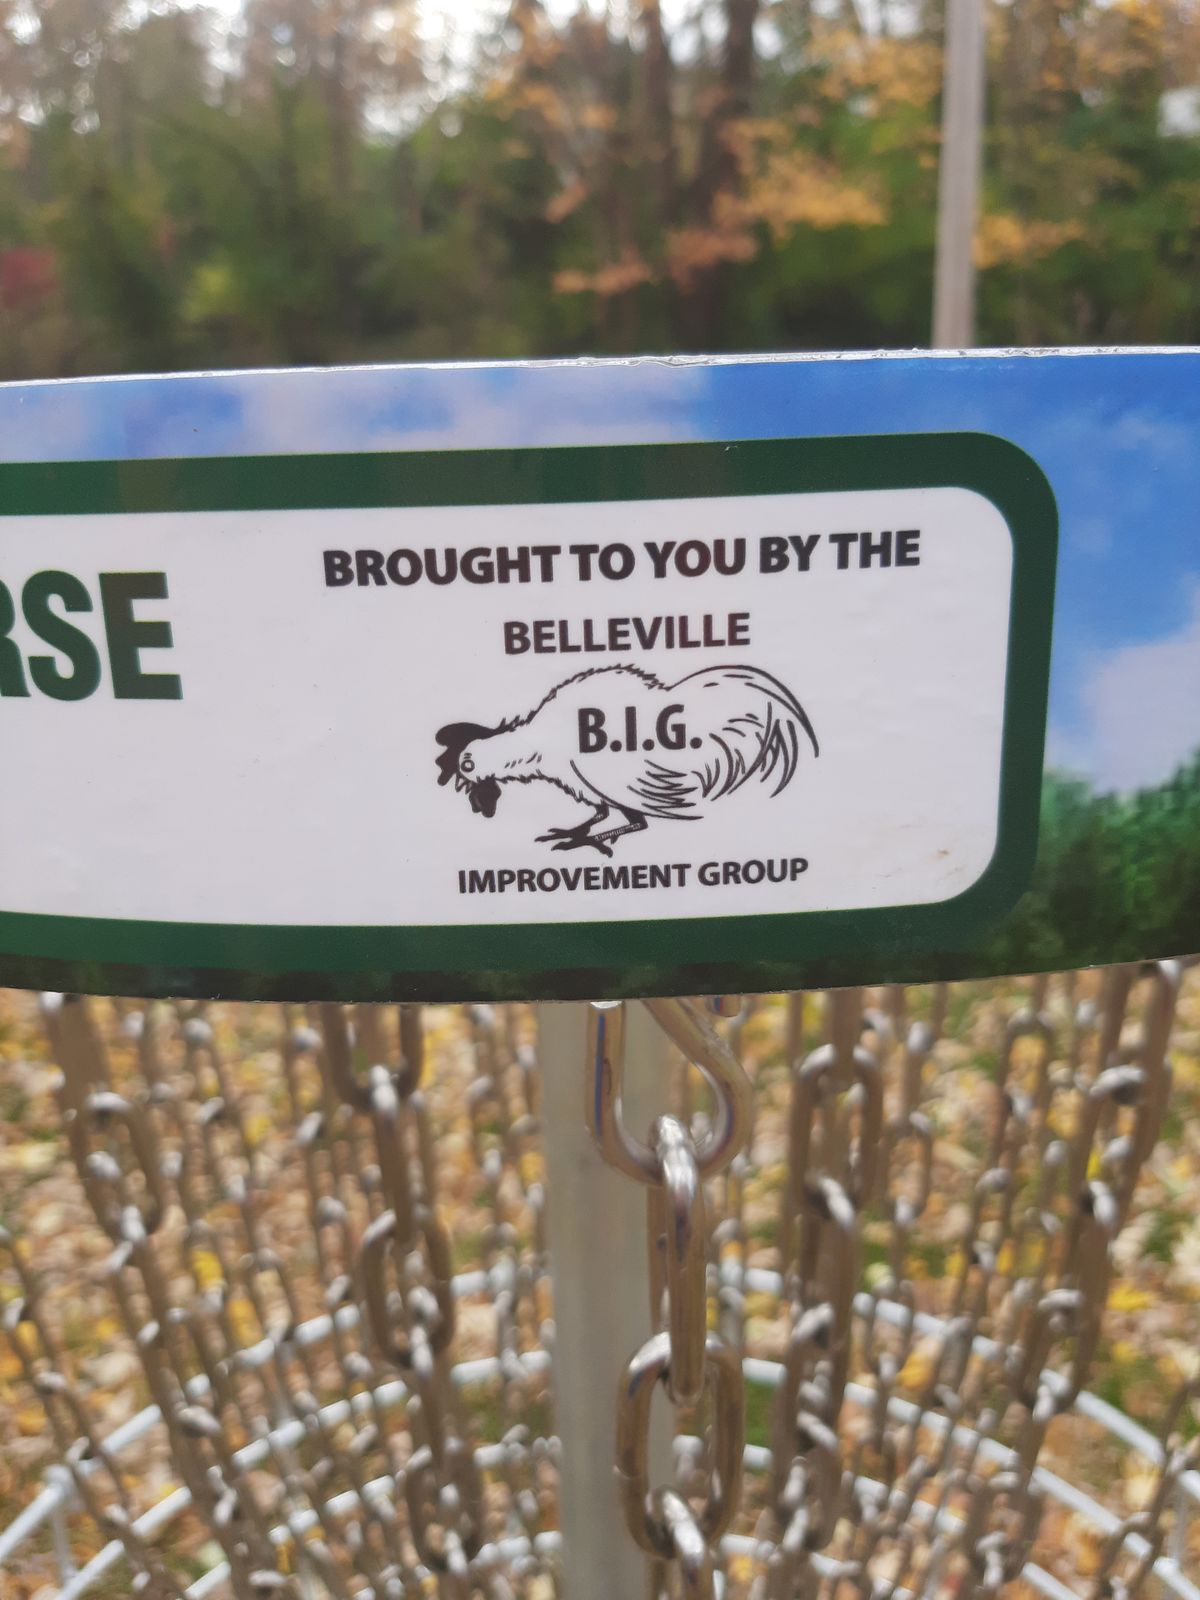 RSE
BROUGHT TO YOU BY THE
BELLEVILLE
B.I.G.
IMPROVEMENT GROUP